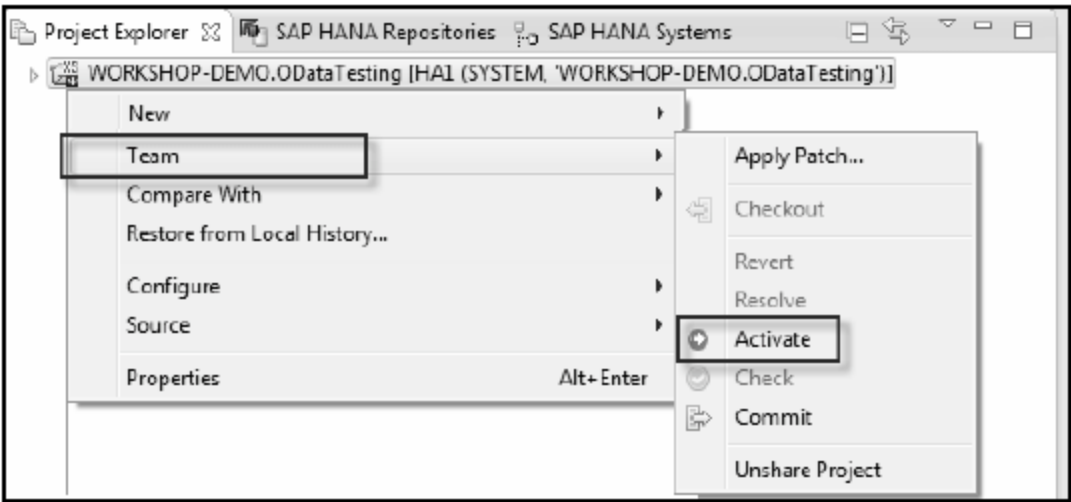 Project Explorer SAP HANA Repositories SAP HANA Systems
WORKSHOP-DEMO.ODataTesting [HA1 (SYSTEM, 'WORKSHOP-DEMO.ODataTesting')]
New
Team
Compare With
Restore from Local History...
Configure
Source
Properties Alt+Enter
Apply Patch...
Checkout
Revert
Resolve
Activate
Check
Commit
Unshare Project